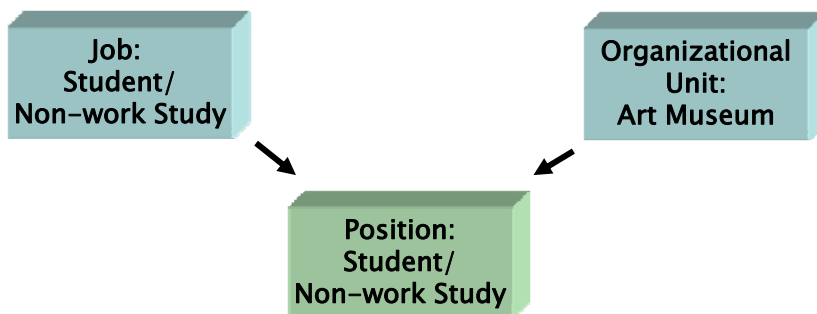 Job:
Student/
Non-work Study
Organizational
Unit:
Art Museum
Position:
Student/
Non-work Study